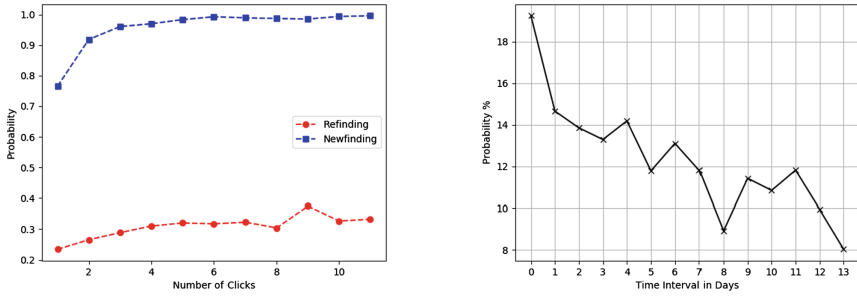 1.0
0.9
0.8
0.7
0.6
0.5
0.4
0.3
0.2
Probability
Refinding
Newfinding
2 4 6 8 10
Number of Clicks
18
16
14
12
10
8
Probability %
0 1 2 3 4 5 6 7 8 9 10 11 12 13
Time Interval in Days